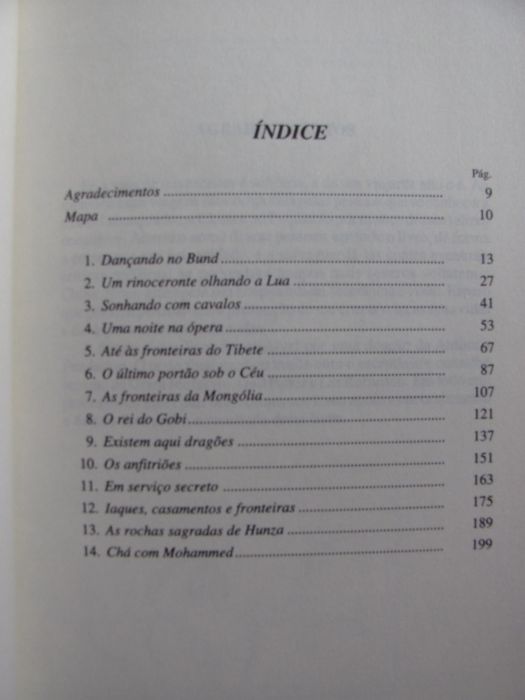 ÍNDICE
Pág.
Agradecimentos ........ 9
Mapa ........ 10
1. Dançando no Bund ........ 13
2. Um rinoceronte olhando a Lua ........ 27
3. Sonhando com cavalos ........ 41
4. Uma noite na ópera ........ 53
5. Até às fronteiras do Tibete ........ 67
6. O último portão sob o Céu ........ 87
7. As fronteiras da Mongólia ........ 107
8. O rei do Gobi ........ 121
9. Existem aqui dragões ........ 137
10. Os anfitriões ........ 151
11. Em serviço secreto ........ 163
12. Iaques, casamentos e fronteiras ........ 175
13. As rochas sagradas de Hunza ........ 189
14. Chá com Mohammed ........ 199